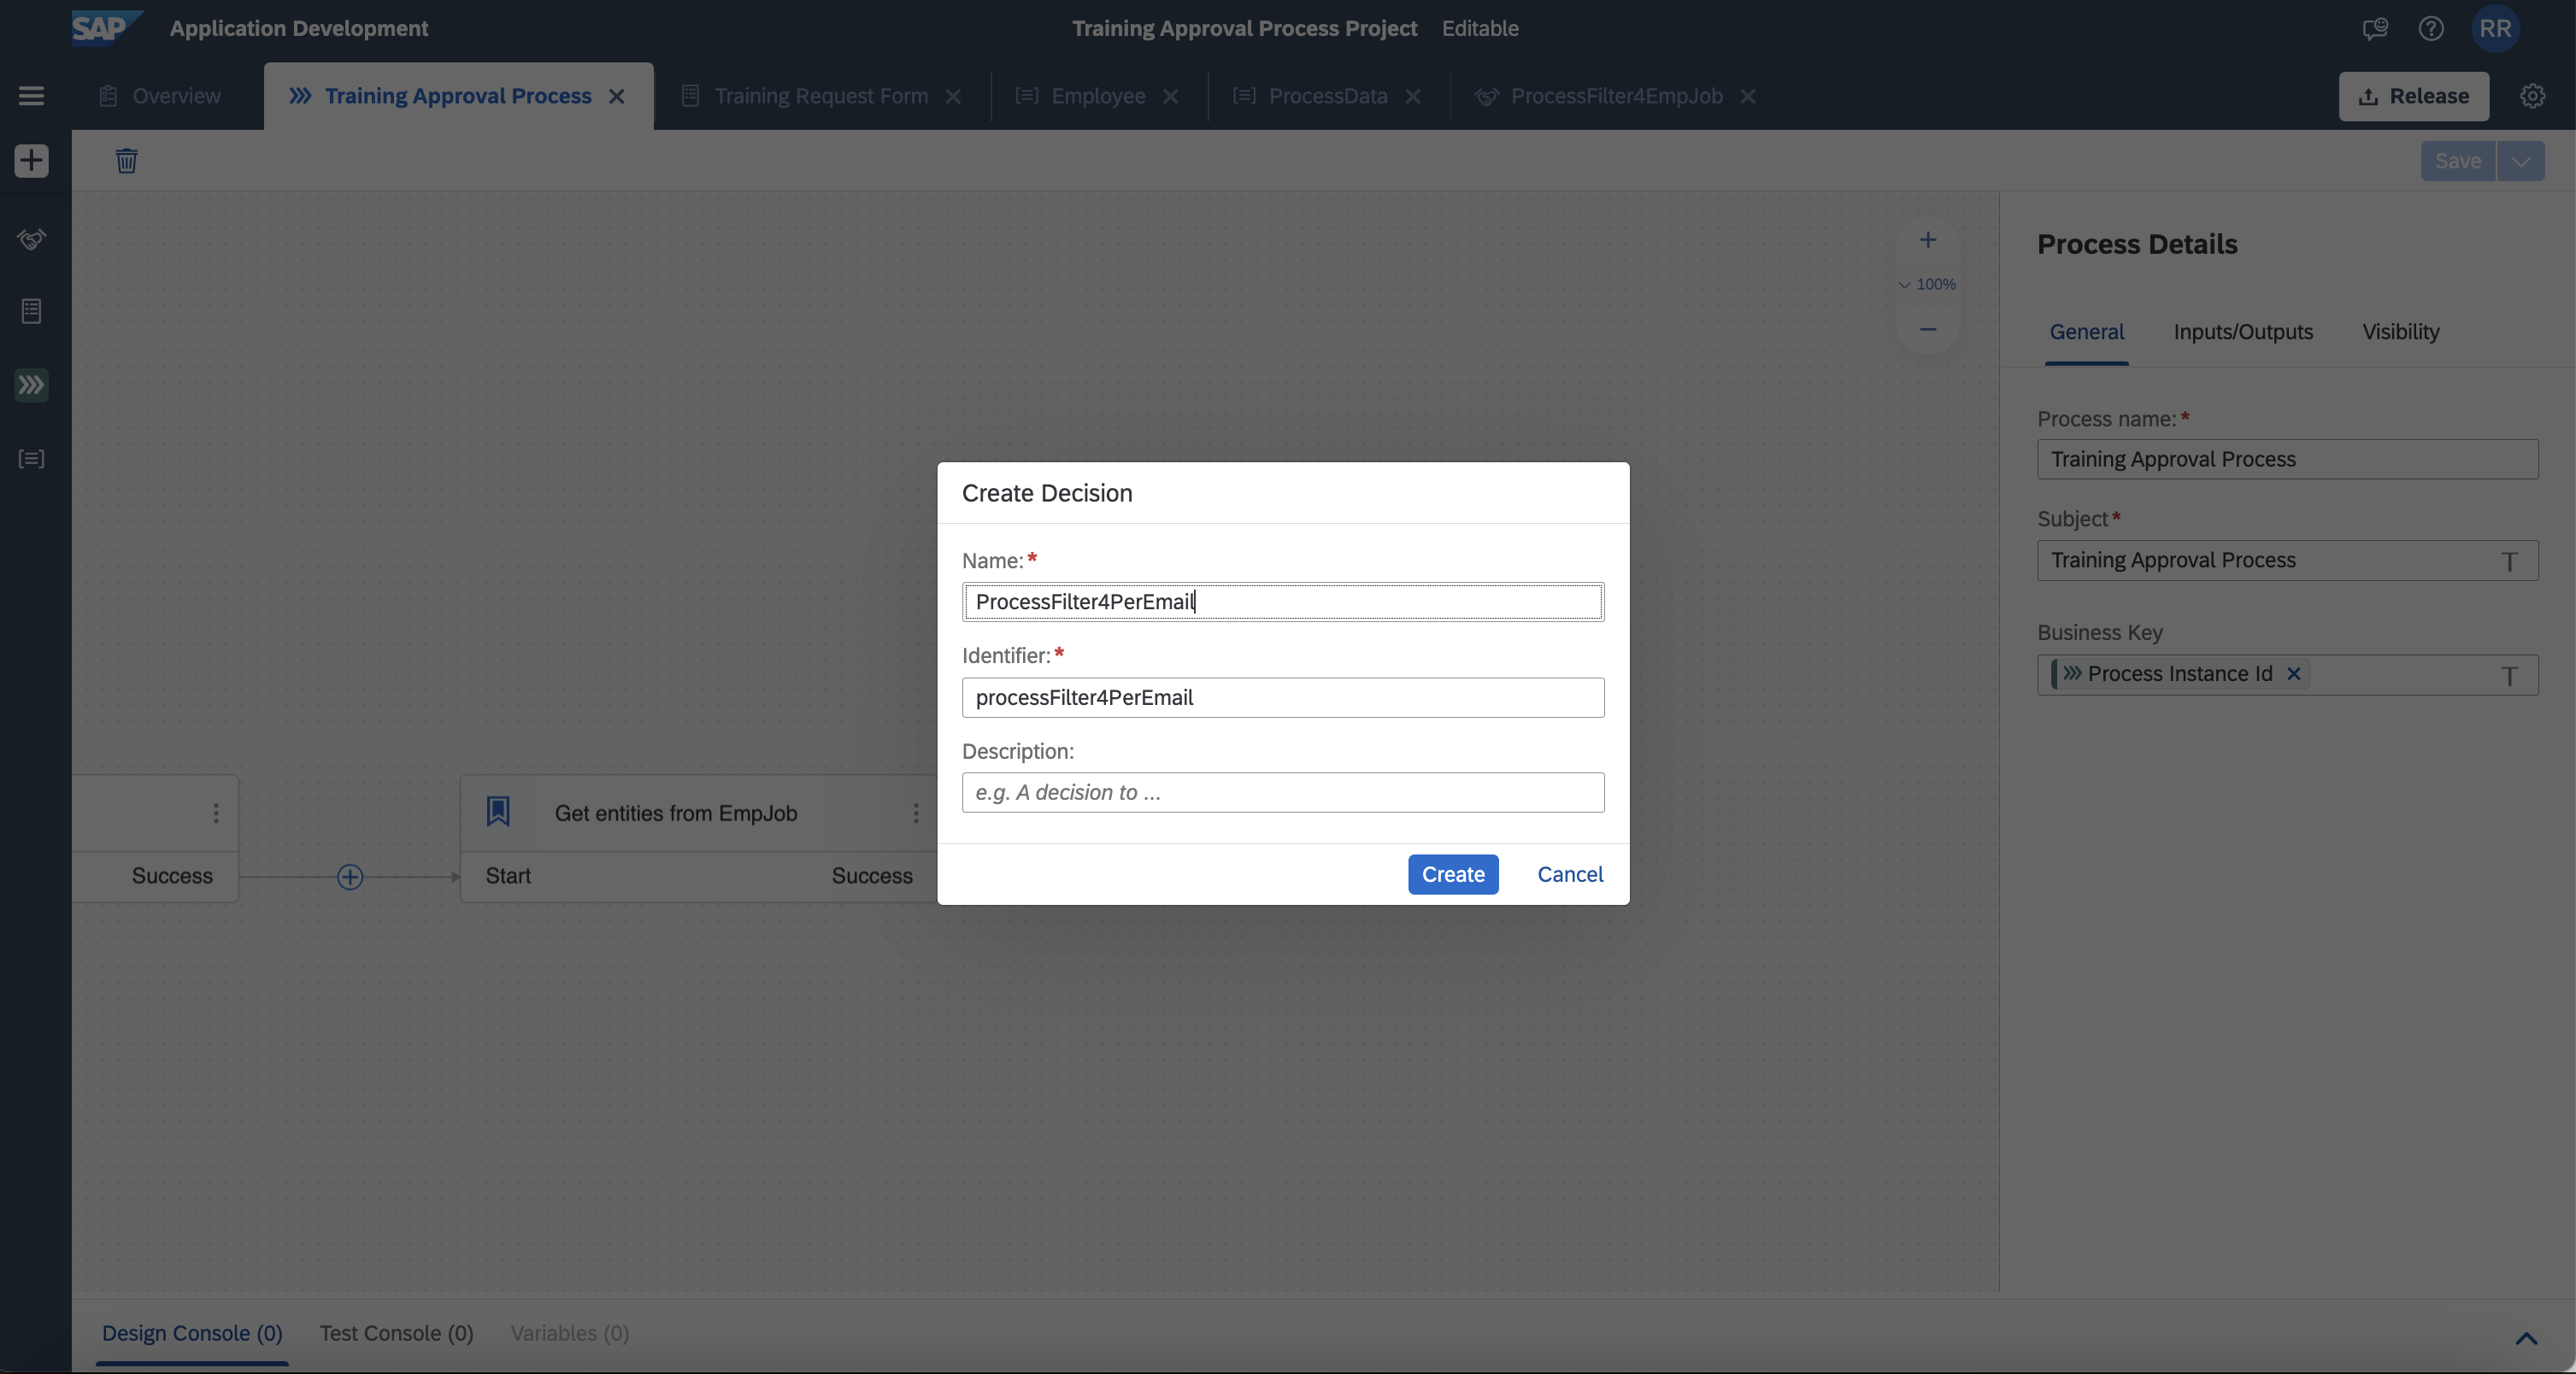 SAP Application Development Training Approval Process Project Editable RR
Overview Training Approval Process Training Request Form Employee ProcessData ProcessFilter4EmpJob Release
Save
100%
Process Details
General Inputs/Outputs Visibility
Process name:*
Training Approval Process
Subject*
Training Approval Process T
Business Key
Process Instance Id T
Create Decision
Name:*
ProcessFilter4PerEmail
Identifier:*
processFilter4PerEmail
Description:
e.g. A decision to ...
Create Cancel
Get entities from EmpJob
Success Start Success
Design Console (0) Test Console (0) Variables (0)